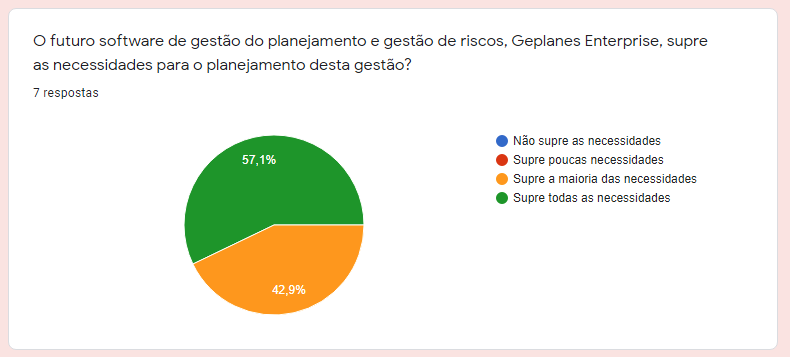 O futuro software de gestão do planejamento e gestão de riscos, Geplanes Enterprise, supre
as necessidades para o planejamento desta gestão?
7 respostas
57,1%
42,9%
Não supre as necessidades
Supre poucas necessidades
Supre a maioria das necessidades
Supre todas as necessidades